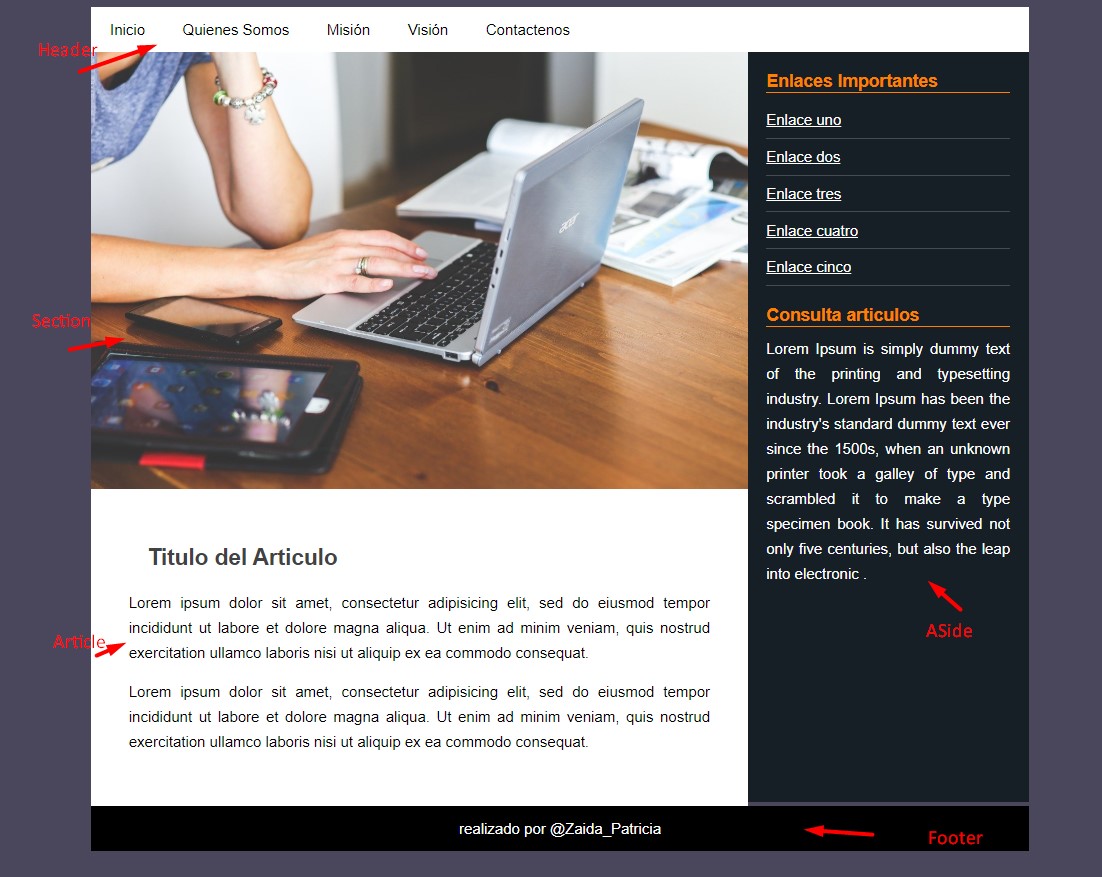 Inicio Quienes Somos Misión Visión Contactenos
Header
acer
Section
Titulo del Articulo
Lorem ipsum dolor sit amet, consectetur adipisicing elit, sed do eiusmod tempor
incididunt ut labore et dolore magna aliqua. Ut enim ad minim veniam, quis nostrud
exercitation ullamco laboris nisi ut aliquip ex ea commodo consequat.
Article
Lorem ipsum dolor sit amet, consectetur adipisicing elit, sed do eiusmod tempor
incididunt ut labore et dolore magna aliqua. Ut enim ad minim veniam, quis nostrud
exercitation ullamco laboris nisi ut aliquip ex ea commodo consequat.
Enlaces Importantes
Enlace uno
Enlace dos
Enlace tres
Enlace cuatro
Enlace cinco
Consulta articulos
Lorem Ipsum is simply dummy text
of the printing and typesetting
industry. Lorem Ipsum has been the
industry's standard dummy text ever
since the 1500s, when an unknown
printer took a galley of type and
scrambled it to make a type
specimen book. It has survived not
only five centuries, but also the leap
into electronic .
ASide
realizado por @Zaida_Patricia
Footer